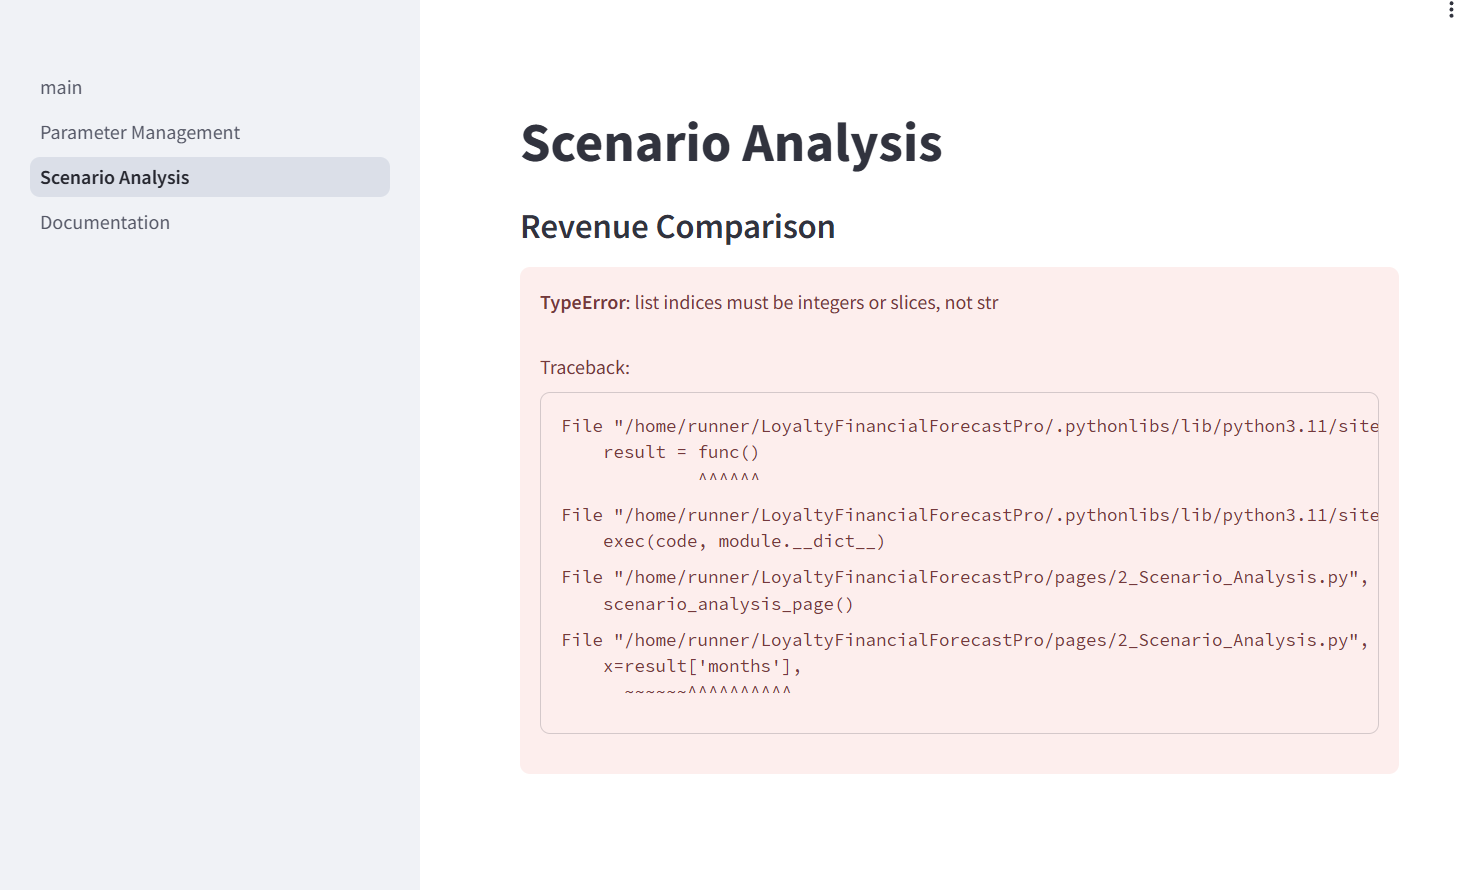 main
Parameter Management
Scenario Analysis
Documentation
Scenario Analysis
Revenue Comparison
TypeError: list indices must be integers or slices, not str
Traceback:
File "/home/runner/LoyaltyFinancialForecastPro/.pythonlibs/lib/python3.11/site
result = func()
^^^^^^
File "/home/runner/LoyaltyFinancialForecastPro/.pythonlibs/lib/python3.11/site
exec(code, module.__dict__)
File "/home/runner/LoyaltyFinancialForecastPro/pages/2_Scenario_Analysis.py",
scenario_analysis_page()
File "/home/runner/LoyaltyFinancialForecastPro/pages/2_Scenario_Analysis.py",
x=result['months'],
~~~~~~^^^^^^^^^^